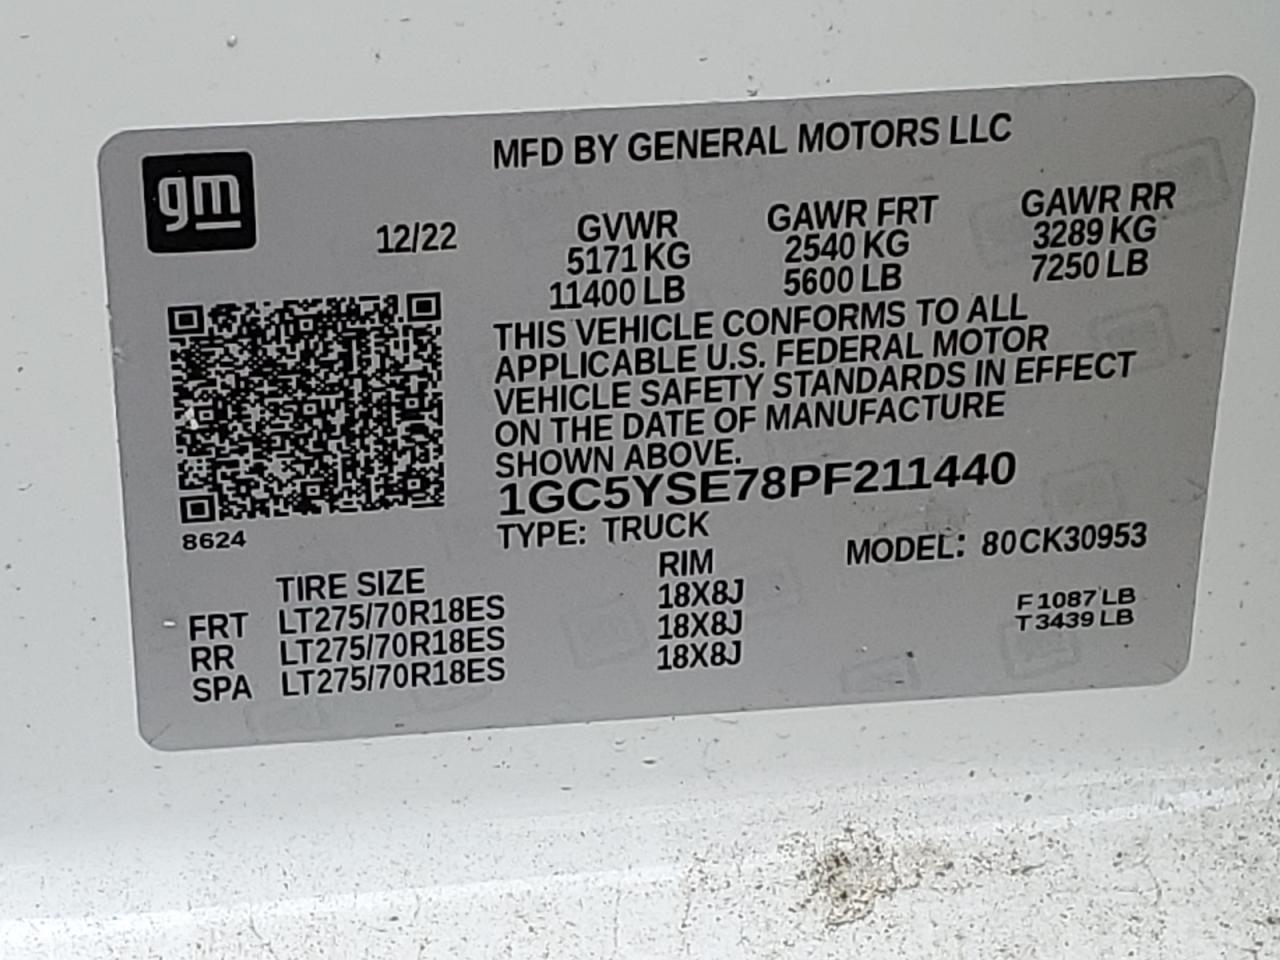 gm
MFD BY GENERAL MOTORS LLC
12/22 GVWR GAWR FRT GAWR RR
5171 KG 2540 KG 3289 KG
11400 LB 5600 LB 7250 LB
THIS VEHICLE CONFORMS TO ALL
APPLICABLE U.S. FEDERAL MOTOR
VEHICLE SAFETY STANDARDS IN EFFECT
ON THE DATE OF MANUFACTURE
SHOWN ABOVE.
1GC5YSE78PF211440
8624
TYPE: TRUCK MODEL: 80CK30953
TIRE SIZE RIM
FRT LT275/70R18ES 18X8J F 1087 LB
RR LT275/70R18ES 18X8J T 3439 LB
SPA LT275/70R18ES 18X8J